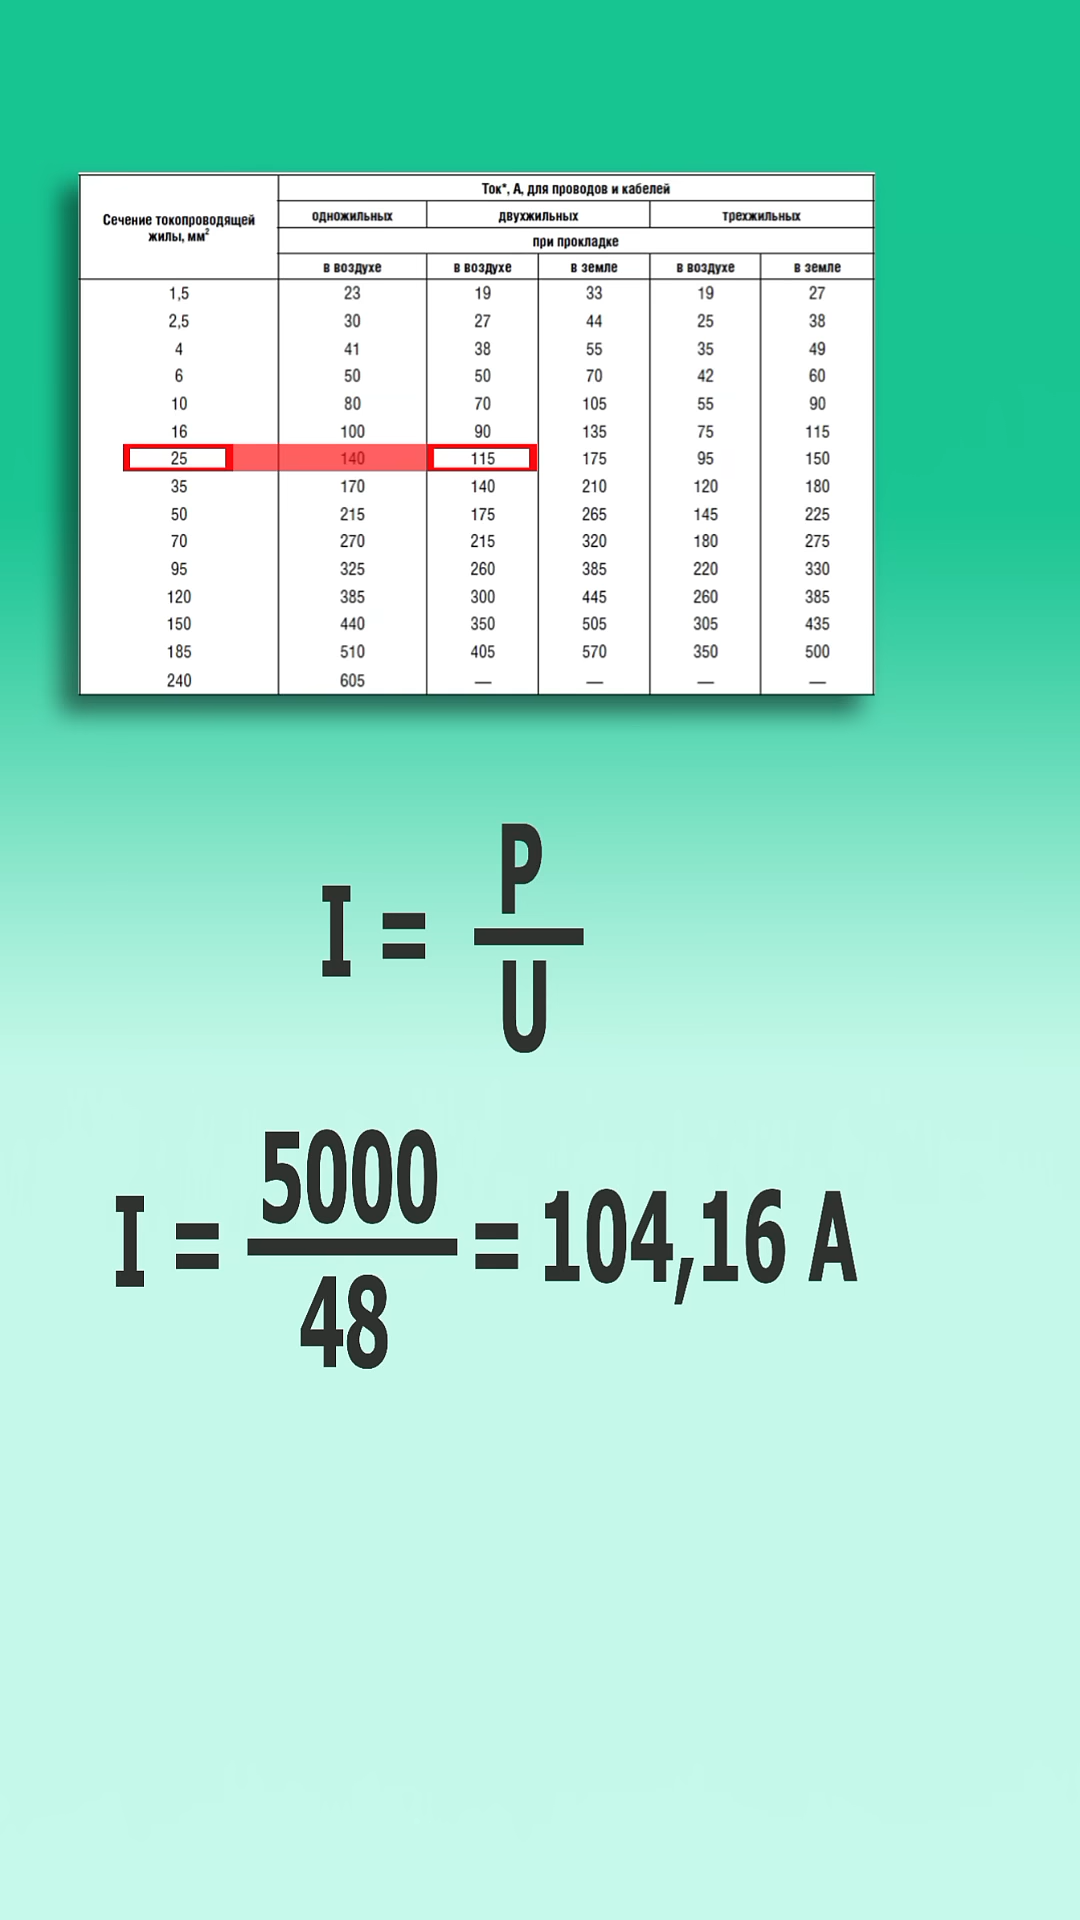 Сечение токопроводящей
жилы, мм²
Ток*, А, для проводов и кабелей
одножильных двухжильных трехжильных
при прокладке
в воздухе в воздухе в земле в воздухе в земле
1,5 23 19 33 19 27
2,5 30 27 44 25 38
4 41 38 55 35 49
6 50 50 70 42 60
10 80 70 105 55 90
16 100 90 135 75 115
25 140 115 175 95 150
35 170 140 210 120 180
50 215 175 265 145 225
70 270 215 320 180 275
95 325 260 385 220 330
120 385 300 445 260 385
150 440 350 505 305 435
185 510 405 570 350 500
240 605 — — — —
I = P
U
I = 5000 = 104,16 A
48